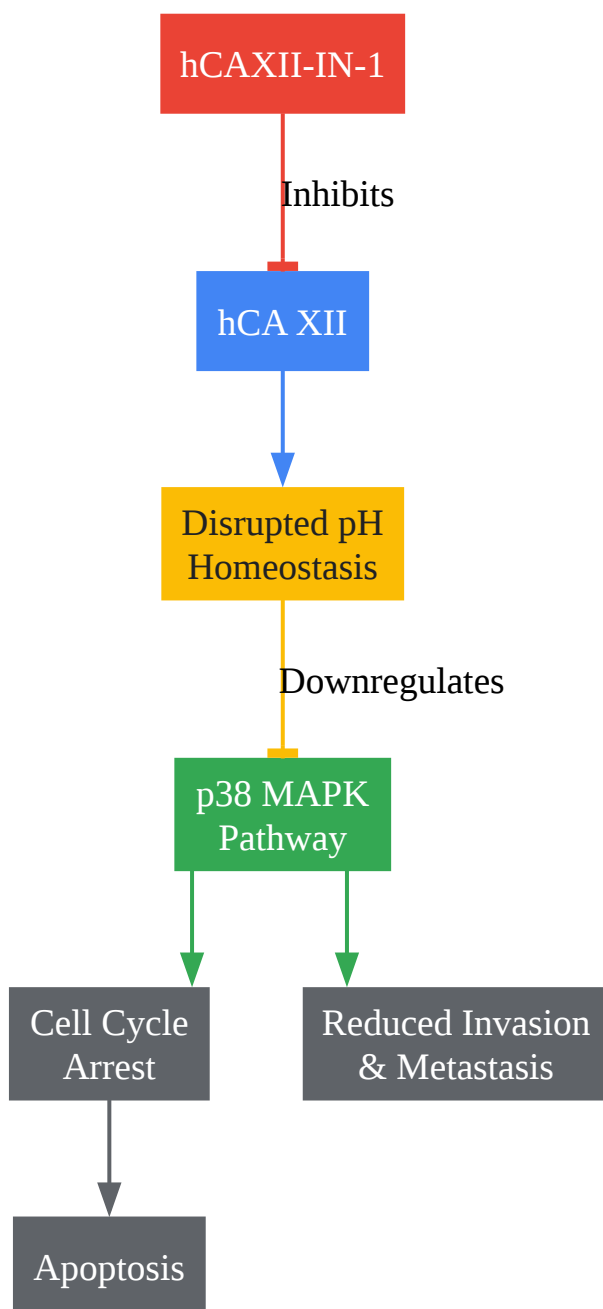 hCAXII-IN-1
Inhibits
hCA XII
Disrupted pH
Homeostasis
Downregulates
p38 MAPK
Pathway
Cell Cycle
Arrest
Reduced Invasion
& Metastasis
Apoptosis